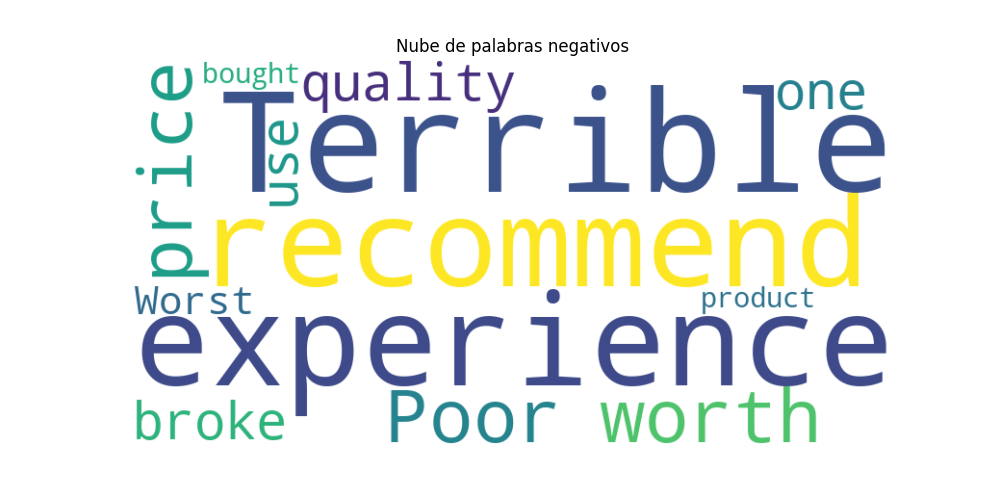 Nube de palabras negativos
bought
quality
one
price
use
Terrible
recommend
Worst
product
experience
broke
Poor
worth